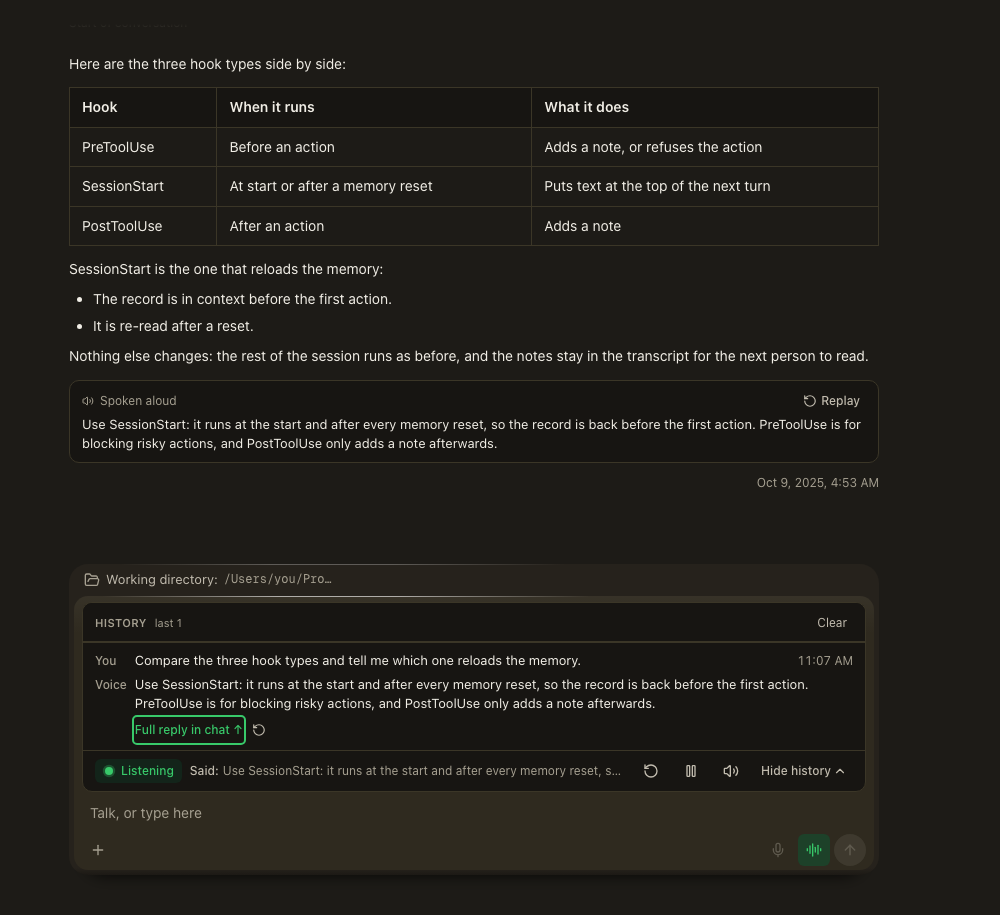 Here are the three hook types side by side:
Hook When it runs What it does
PreToolUse Before an action Adds a note, or refuses the action
SessionStart At start or after a memory reset Puts text at the top of the next turn
PostToolUse After an action Adds a note
SessionStart is the one that reloads the memory:
• The record is in context before the first action.
• It is re-read after a reset.
Nothing else changes: the rest of the session runs as before, and the notes stay in the transcript for the next person to read.
Spoken aloud Replay
Use SessionStart: it runs at the start and after every memory reset, so the record is back before the first action. PreToolUse is for
blocking risky actions, and PostToolUse only adds a note afterwards.
Oct 9, 2025, 4:53 AM
Working directory: /Users/you/Pro…
HISTORY last 1 Clear
You Compare the three hook types and tell me which one reloads the memory. 11:07 AM
Voice Use SessionStart: it runs at the start and after every memory reset, so the record is back before the first action.
PreToolUse is for blocking risky actions, and PostToolUse only adds a note afterwards.
Full reply in chat ↑
Listening Said: Use SessionStart: it runs at the start and after every memory reset, s… Hide history
Talk, or type here